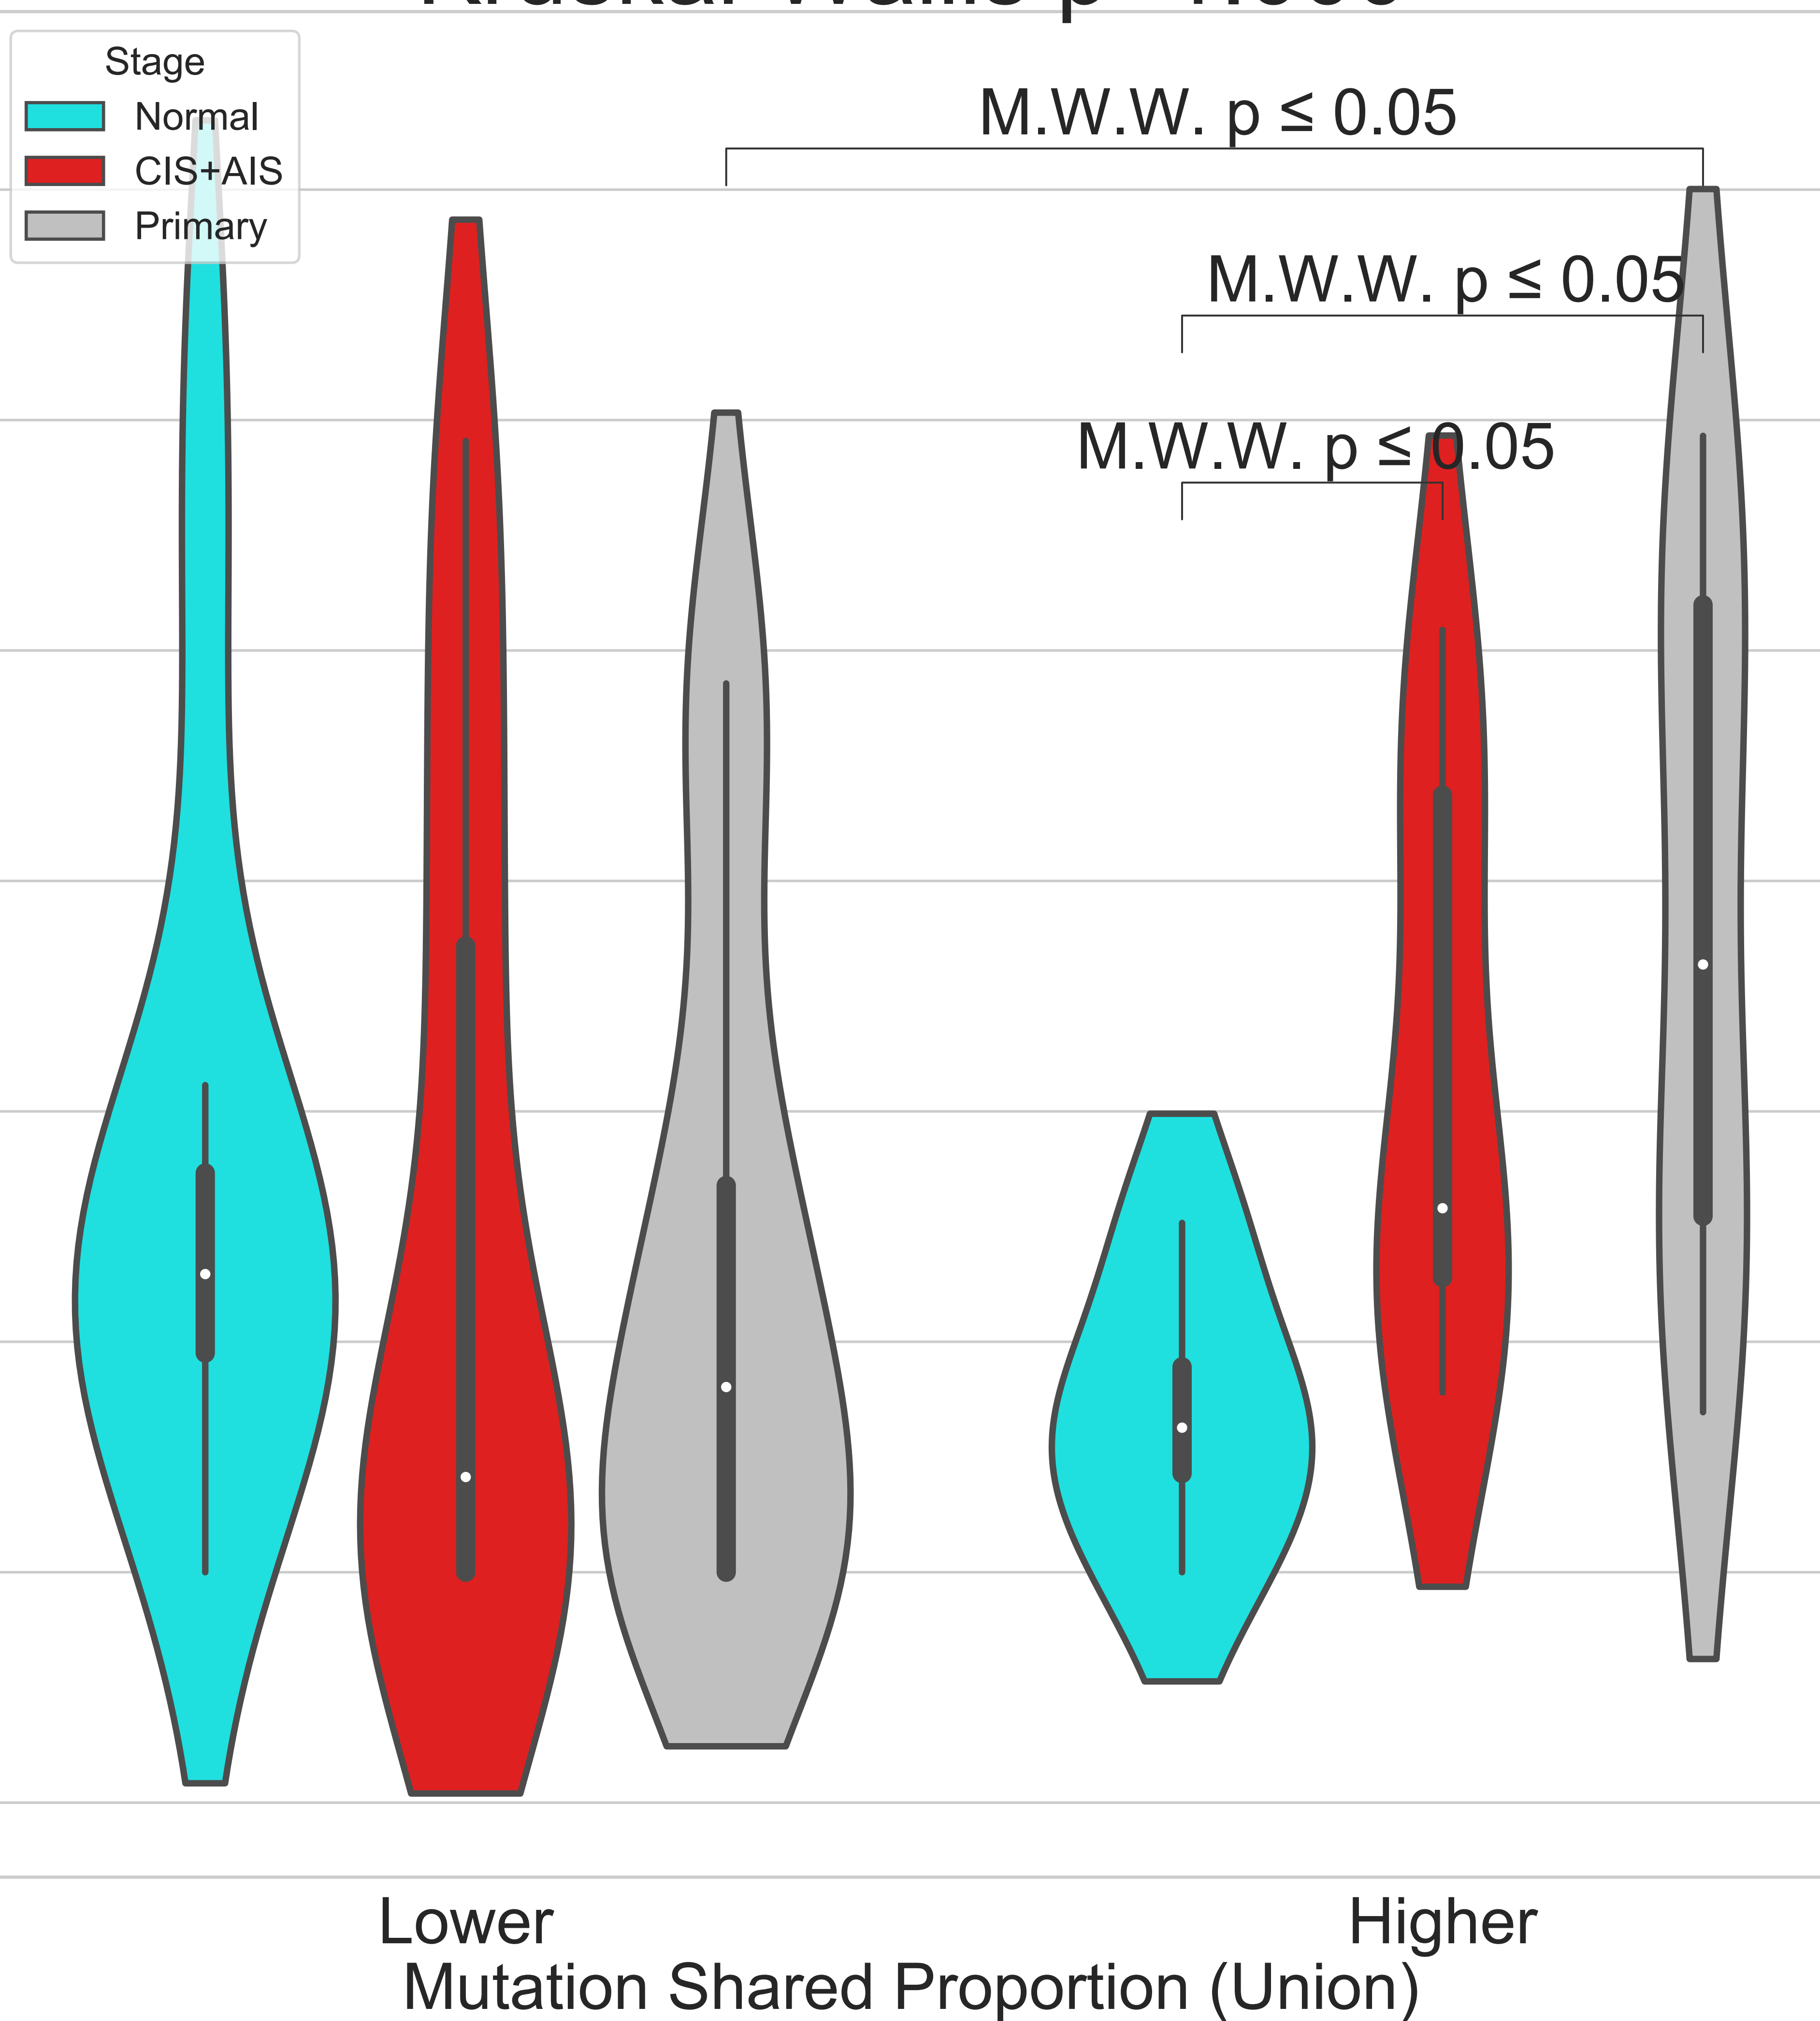 Stage
Normal
CIS+AIS
Primary
M.W.W. p ≤ 0.05
M.W.W. p ≤ 0.05
M.W.W. p ≤ 0.05
Lower
Higher
Mutation Shared Proportion (Union)